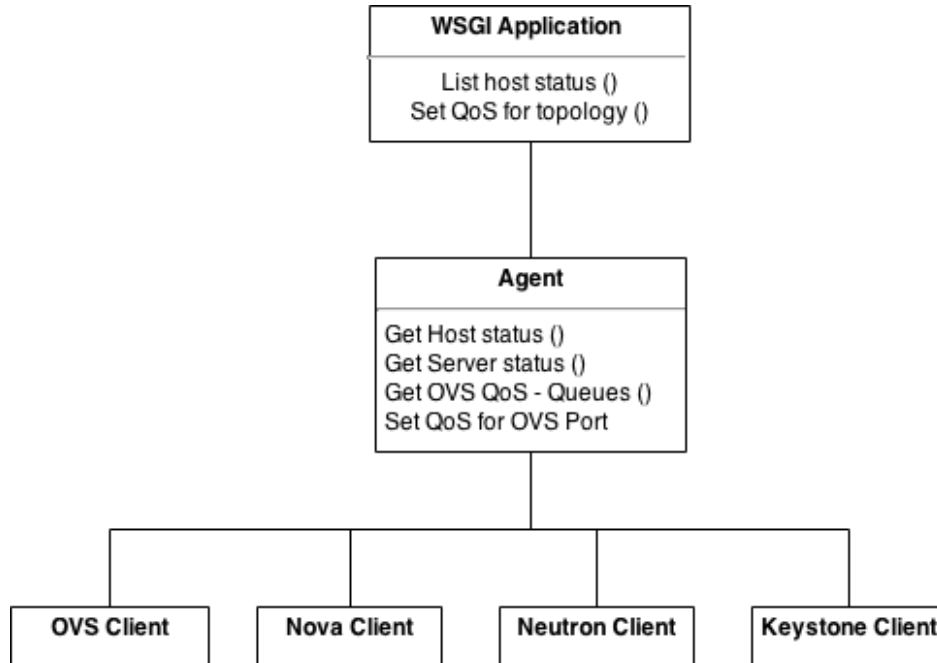 WSGI Application
List host status ()
Set QoS for topology ()
Agent
Get Host status ()
Get Server status ()
Get OVS QoS - Queues ()
Set QoS for OVS Port
OVS Client
Nova Client
Neutron Client
Keystone Client